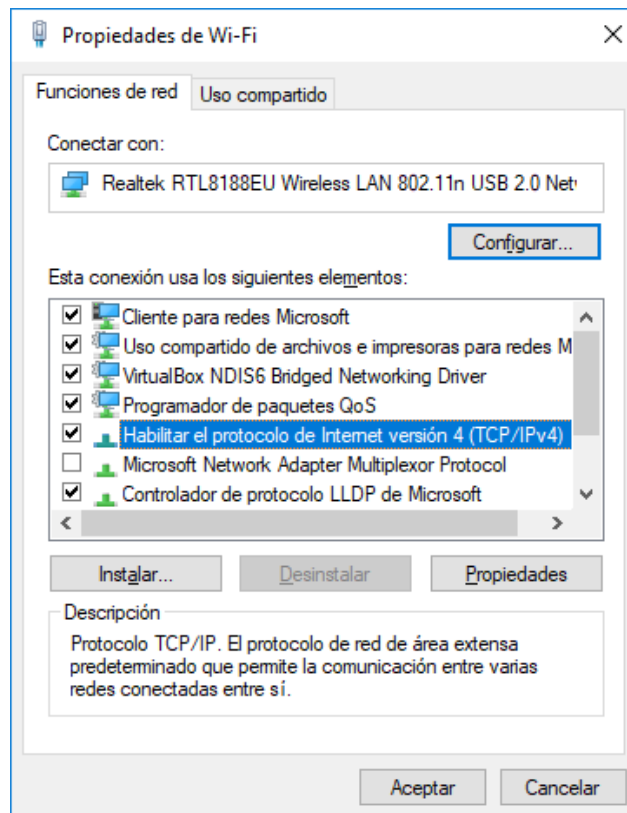 Propiedades de Wi-Fi
Funciones de red
Uso compartido
Conectar con:
Realtek RTL8188EU Wireless LAN 802.11n USB 2.0 Net
Configurar...
Esta conexión usa los siguientes elementos:
Cliente para redes Microsoft
Uso compartido de archivos e impresoras para redes M
VirtualBox NDIS6 Bridged Networking Driver
Programador de paquetes QoS
Habilitar el protocolo de Internet versión 4 (TCP/IPv4)
Microsoft Network Adapter Multiplexor Protocol
Controlador de protocolo LLDP de Microsoft
Instalar...
Desinstalar
Propiedades
Descripción
Protocolo TCP/IP. El protocolo de red de área extensa
predeterminado que permite la comunicación entre varias
redes conectadas entre sí.
Aceptar
Cancelar